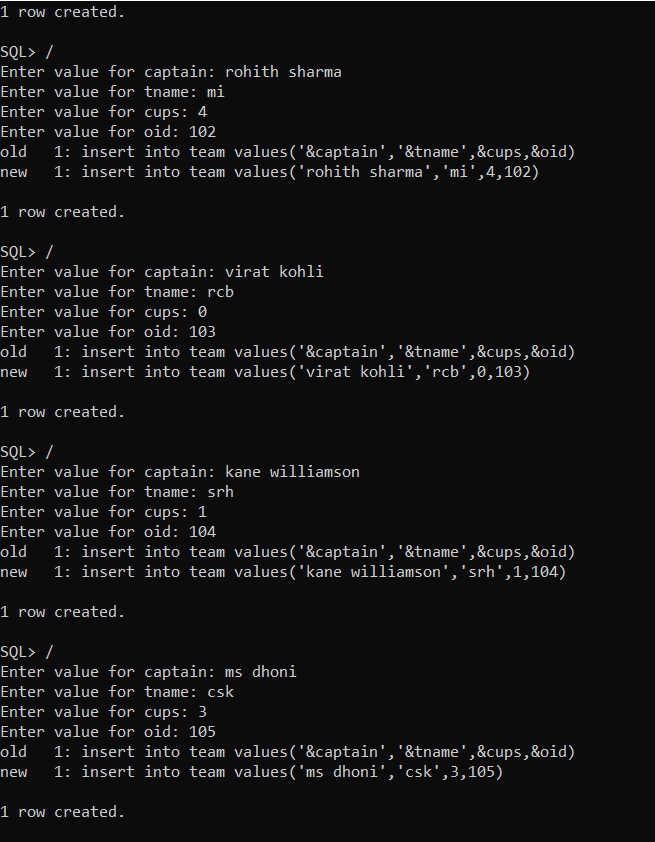 1 row created.
SQL> /
Enter value for captain: rohith sharma
Enter value for tname: mi
Enter value for cups: 4
Enter value for oid: 102
old   1: insert into team values('&captain','&tname',&cups,&oid)
new   1: insert into team values('rohith sharma','mi',4,102)
1 row created.
SQL> /
Enter value for captain: virat kohli
Enter value for tname: rcb
Enter value for cups: 0
Enter value for oid: 103
old   1: insert into team values('&captain','&tname',&cups,&oid)
new   1: insert into team values('virat kohli','rcb',0,103)
1 row created.
SQL> /
Enter value for captain: kane williamson
Enter value for tname: srh
Enter value for cups: 1
Enter value for oid: 104
old   1: insert into team values('&captain','&tname',&cups,&oid)
new   1: insert into team values('kane williamson','srh',1,104)
1 row created.
SQL> /
Enter value for captain: ms dhoni
Enter value for tname: csk
Enter value for cups: 3
Enter value for oid: 105
old   1: insert into team values('&captain','&tname',&cups,&oid)
new   1: insert into team values('ms dhoni','csk',3,105)
1 row created.